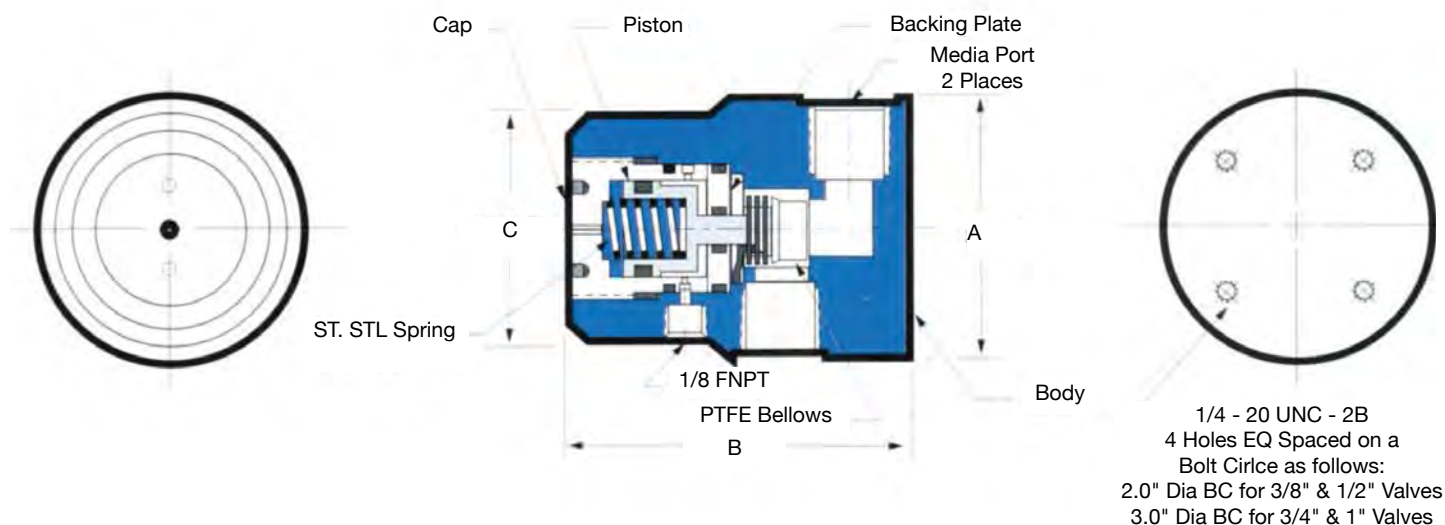 Cap
Piston
Backing Plate
Media Port
2 Places
C
A
ST. STL Spring
1/8 FNPT
PTFE Bellows
B
Body
1/4 - 20 UNC - 2B
4 Holes EQ Spaced on a
Bolt Cirlce as follows:
2.0" Dia BC for 3/8" & 1/2" Valves
3.0" Dia BC for 3/4" & 1" Valves